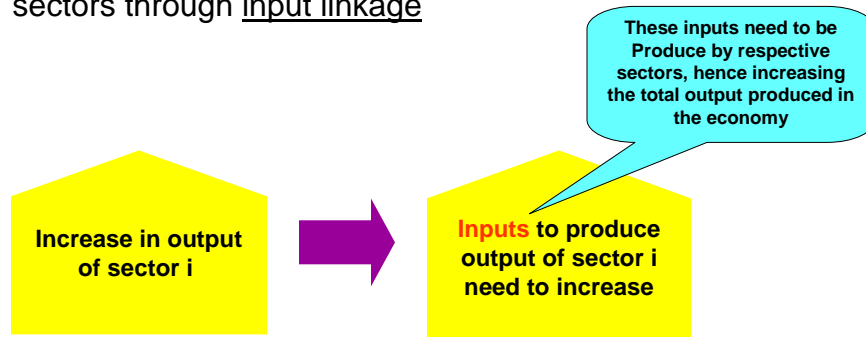 sectors through input linkage
These inputs need to be
Produce by respective
sectors, hence increasing
the total output produced in
the economy
Increase in output
of sector i
Inputs to produce
output of sector i
need to increase